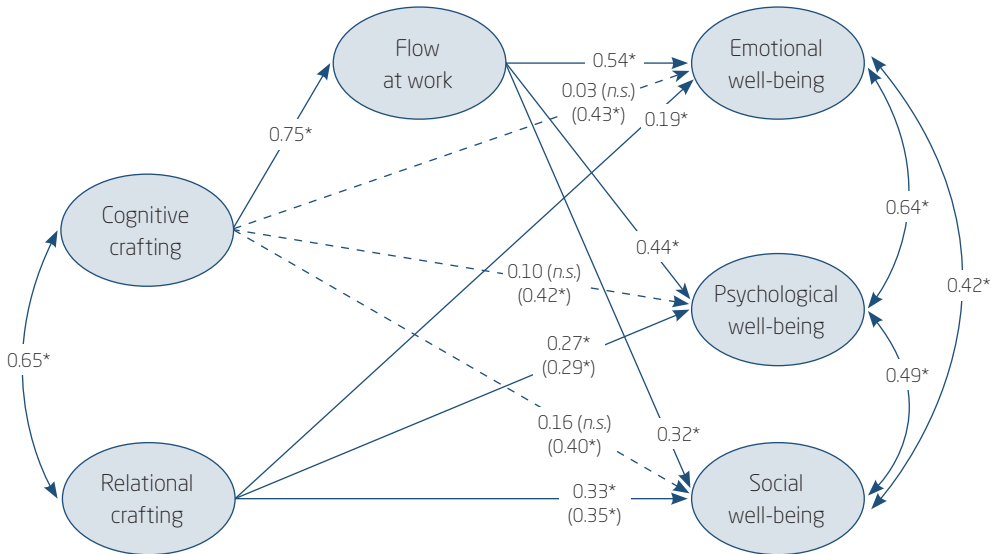 Flow
at work
Emotional
well-being
0.54*
0.03 (n.s.)
(0.43*)
0.19*
0.75*
Cognitive
crafting
0.64*
0.44*
0.10 (n.s.)
(0.42*)
0.42*
Psychological
well-being
0.27*
(0.29*)
0.65*
0.49*
0.16 (n.s.)
(0.40*)
0.32*
Relational
crafting
0.33*
(0.35*)
Social
well-being